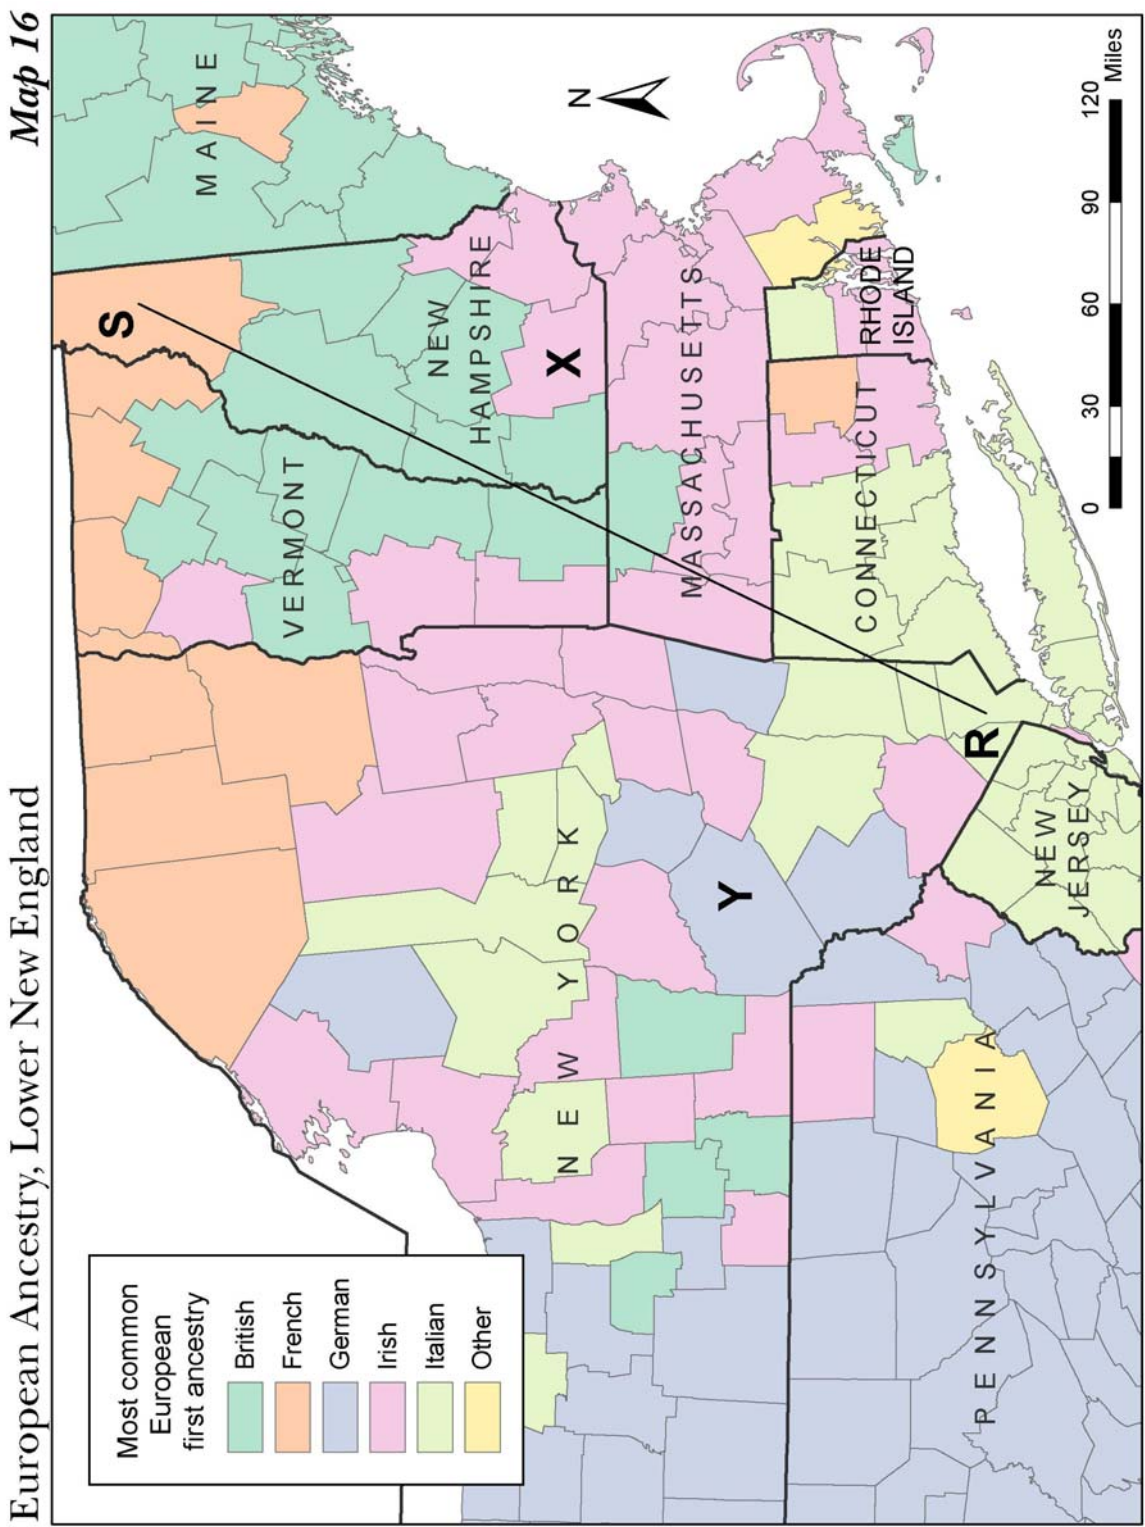 European Ancestry, Lower New England
Map 16
Most common
European
first ancestry
British
French
German
Irish
Italian
Other
MAINE
S
VERMONT
NEW
HAMPSHIRE
X
N
MASSACHUSETTS
NEW YORK
Y
CONNECTICUT
RHODE
ISLAND
R
NEW
JERSEY
PENNSYLVANIA
0 30 60 90 120
Miles